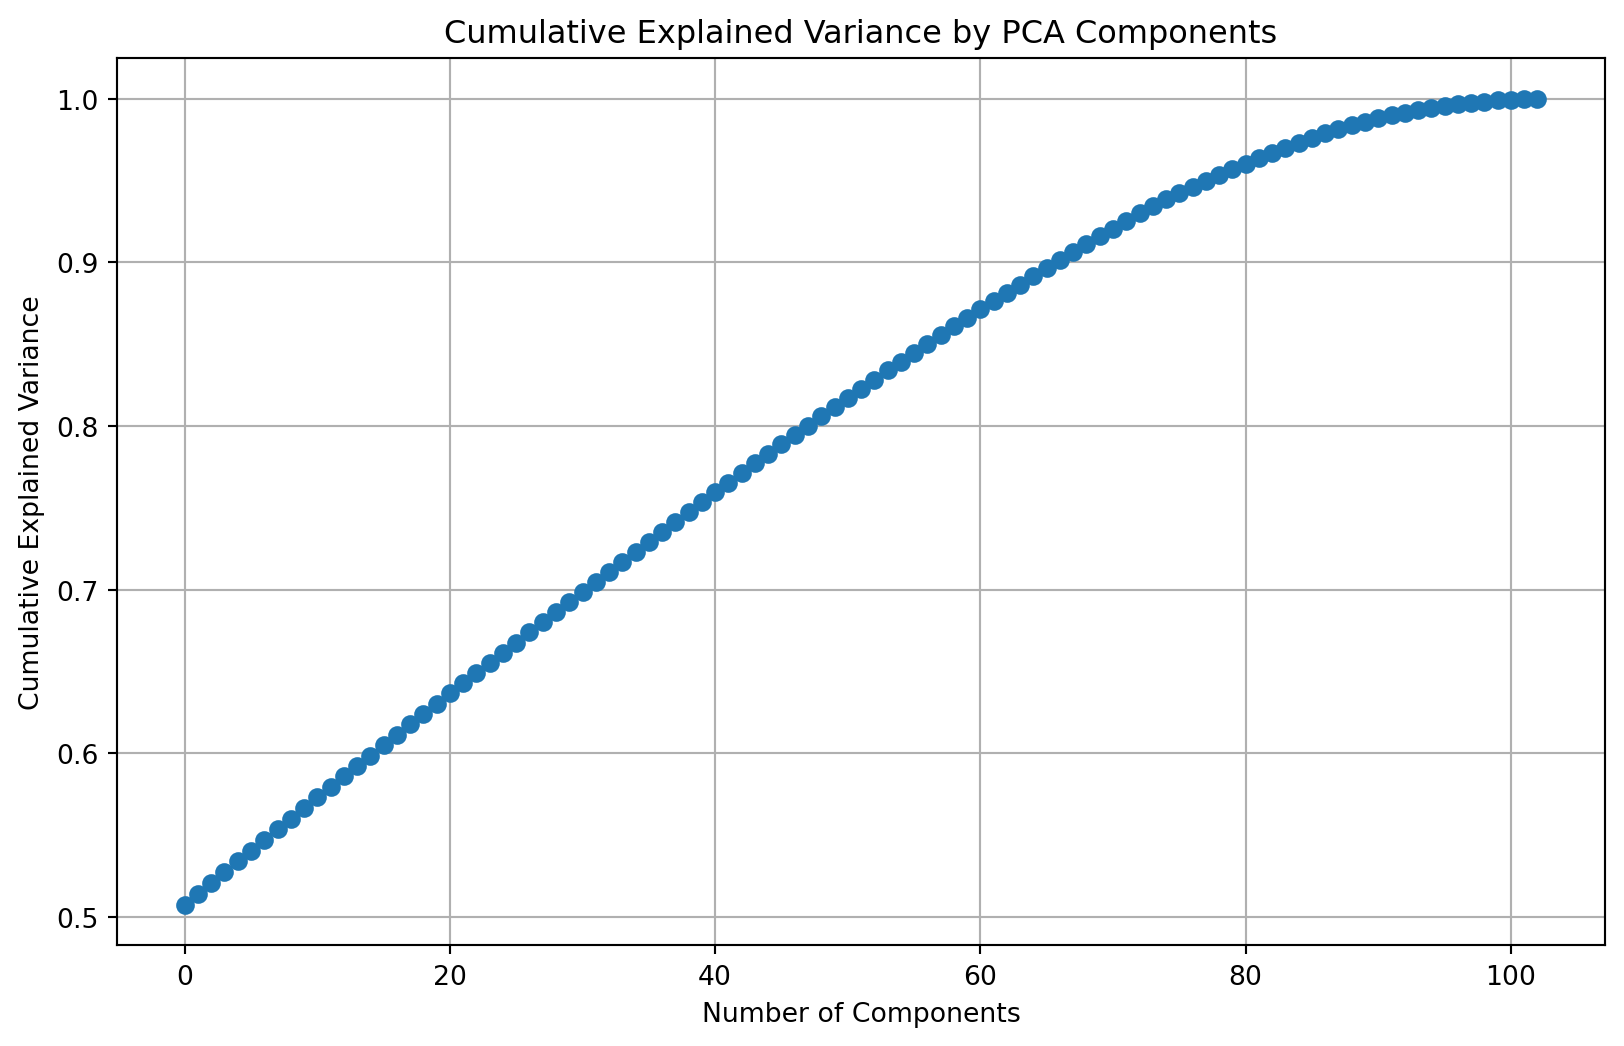 Cumulative Explained Variance by PCA Components
1.0
0.9
0.8
0.7
0.6
0.5
Cumulative Explained Variance
0 20 40 60 80 100
Number of Components